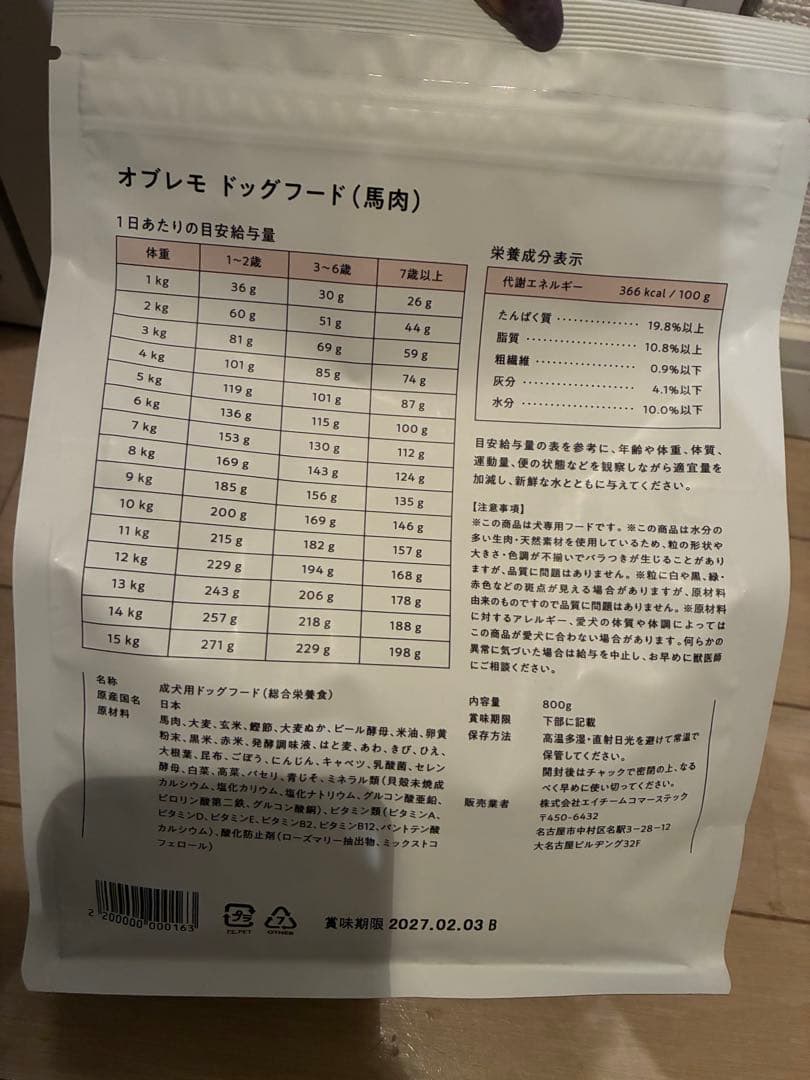 オブレモ ドッグフード(馬肉)
1日あたりの目安給与量
体重 1~2歳 3~6歳 7歳以上
1 kg 36 g 30 g 26 g
2 kg 60 g 51 g 44 g
3 kg 81 g 69 g 59 g
4 kg 101 g 85 g 74 g
5 kg 119 g 101 g 87 g
6 kg 136 g 115 g 100 g
7 kg 153 g 130 g 112 g
8 kg 169 g 143 g 124 g
9 kg 185 g 156 g 135 g
10 kg 200 g 169 g 146 g
11 kg 215 g 182 g 157 g
12 kg 229 g 194 g 168 g
13 kg 243 g 206 g 178 g
14 kg 257 g 218 g 188 g
15 kg 271 g 229 g 198 g
栄養成分表示
代謝エネルギー 366 kcal / 100 g
たんぱく質 ‥‥‥‥‥ 19.8%以上
脂質 ‥‥‥‥‥ 10.8%以上
粗繊維 ‥‥‥‥‥ 0.9%以下
灰分 ‥‥‥‥‥ 4.1%以下
水分 ‥‥‥‥‥ 10.0%以下
目安給与量の表を参考に、年齢や体重、体質、
運動量、便の状態などを観察しながら適宜量を
加減し、新鮮な水とともに与えてください。
【注意事項】
※この商品は犬専用フードです。※この商品は水分の
多い生肉・天然素材を使用しているため、粒の形状や
大きさ・色調が不揃いでバラつきが生じることがあり
ますが、品質に問題はありません。※粒に白や黒、緑・
赤色などの斑点が見える場合がありますが、原材料
由来のものですので品質に問題はありません。※原材料
に対するアレルギー、愛犬の体質や体調によっては
この商品が愛犬に合わない場合があります。何らかの
異常に気づいた場合は給与を中止し、お早めに獣医師
にご相談ください。
名称 成犬用ドッグフード(総合栄養食)
原産国名 日本
原材料 馬肉、大麦、玄米、鰹節、大麦ぬか、ビール酵母、米油、卵黄
粉末、黒米、赤米、発酵調味液、はと麦、あわ、きび、ひえ、
大根葉、昆布、ごぼう、にんじん、キャベツ、乳酸菌、セレン
酵母、白菜、高菜、パセリ、青じそ、ミネラル類(貝殻未焼成
カルシウム、塩化カリウム、塩化ナトリウム、グルコン酸亜鉛、
ピロリン酸第二鉄、グルコン酸銅)、ビタミン類(ビタミンA、
ビタミンD、ビタミンE、ビタミンB2、ビタミンB12、パントテン酸
カルシウム)、酸化防止剤(ローズマリー抽出物、ミックストコ
フェロール)
内容量 800g
賞味期限 下部に記載
保存方法 高温多湿・直射日光を避けて常温で
保管してください。
開封後はチャックで密閉の上、なる
べく早めに使い切ってください。
販売業者 株式会社エイチームコマーステック
〒450-6432
名古屋市中村区名駅3-28-12
大名古屋ビルヂング32F
2 200000 000163
プラ
PE,PET
7
OTHER
賞味期限 2027.02.03 B